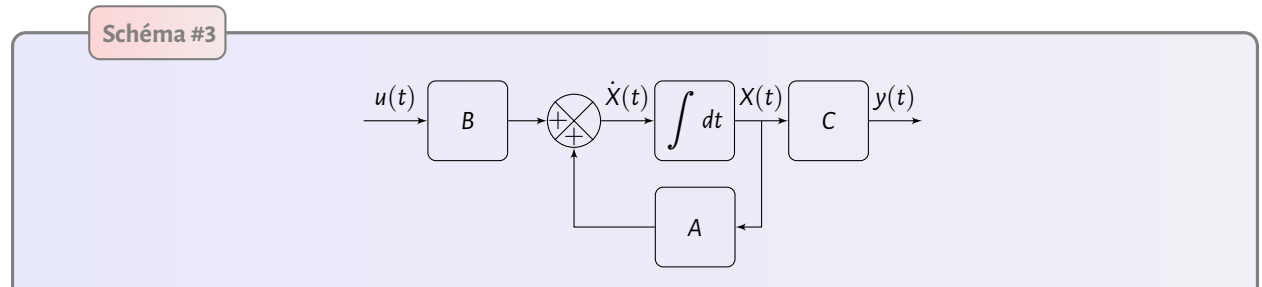 Schéma #3
u(t) B + + Ẋ(t) ∫ dt X(t) C y(t)
A